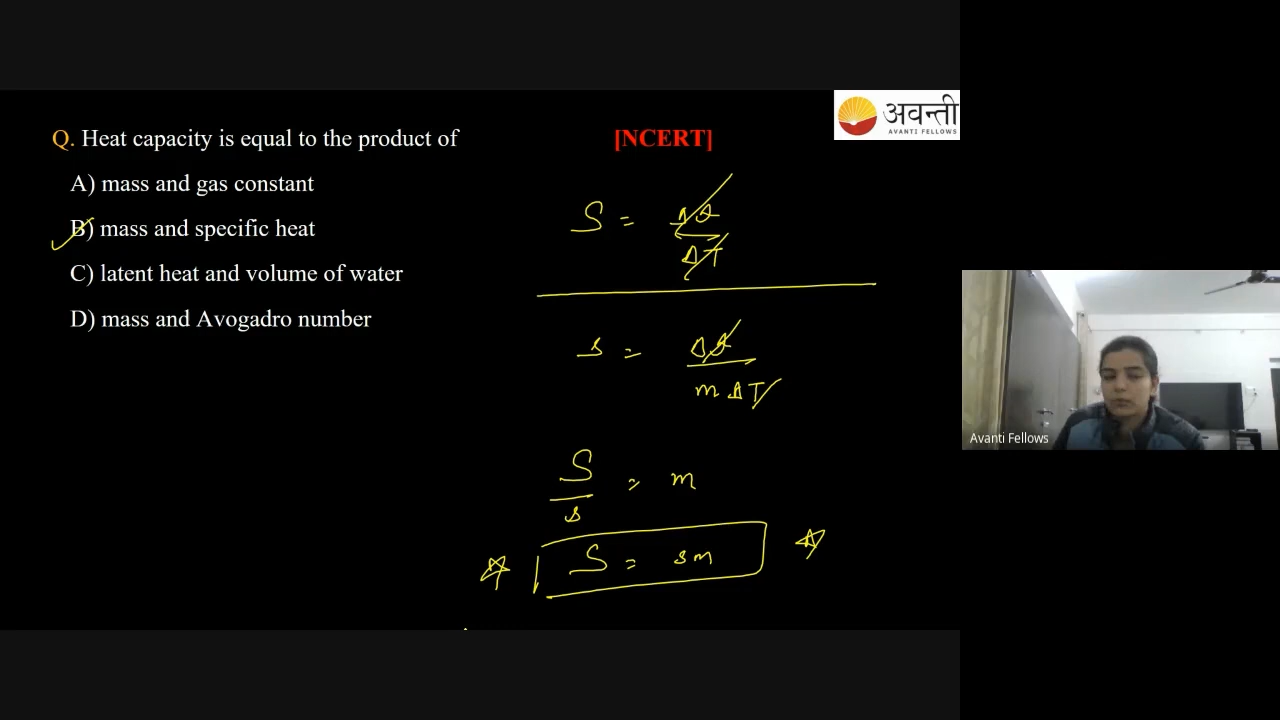 Q. Heat capacity is equal to the product of [NCERT]
A) mass and gas constant
B) mass and specific heat
C) latent heat and volume of water
D) mass and Avogadro number
अवन्ती
AVANTI FELLOWS
S = ΔQ / ΔT
s = ΔQ / mΔT
S / s = m
S = sm
Avanti Fellows